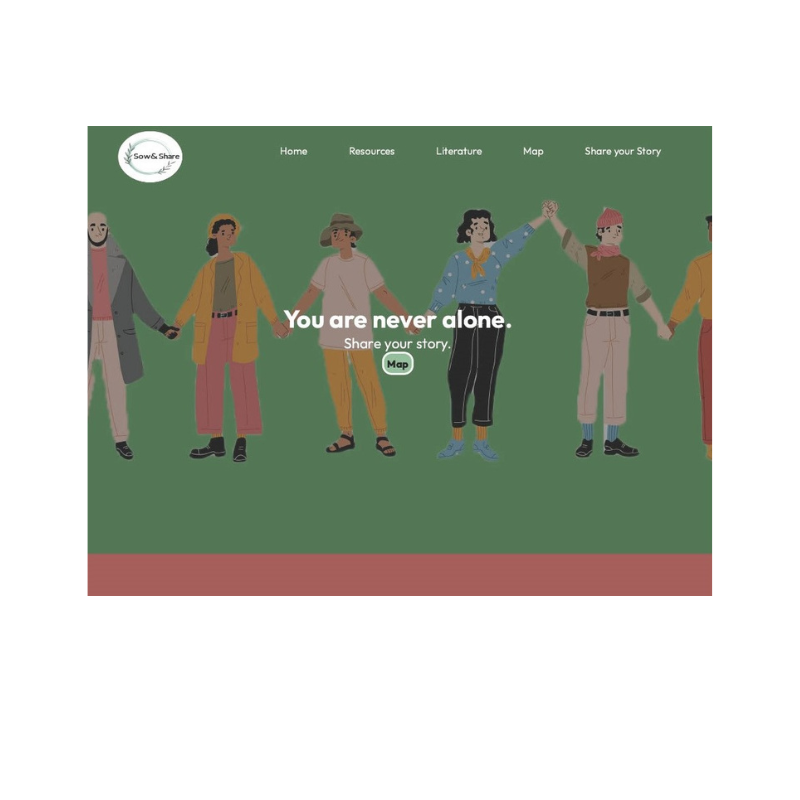 Sow& Share
Home Resources Literature Map Share your Story
You are never alone.
Share your story.
Map